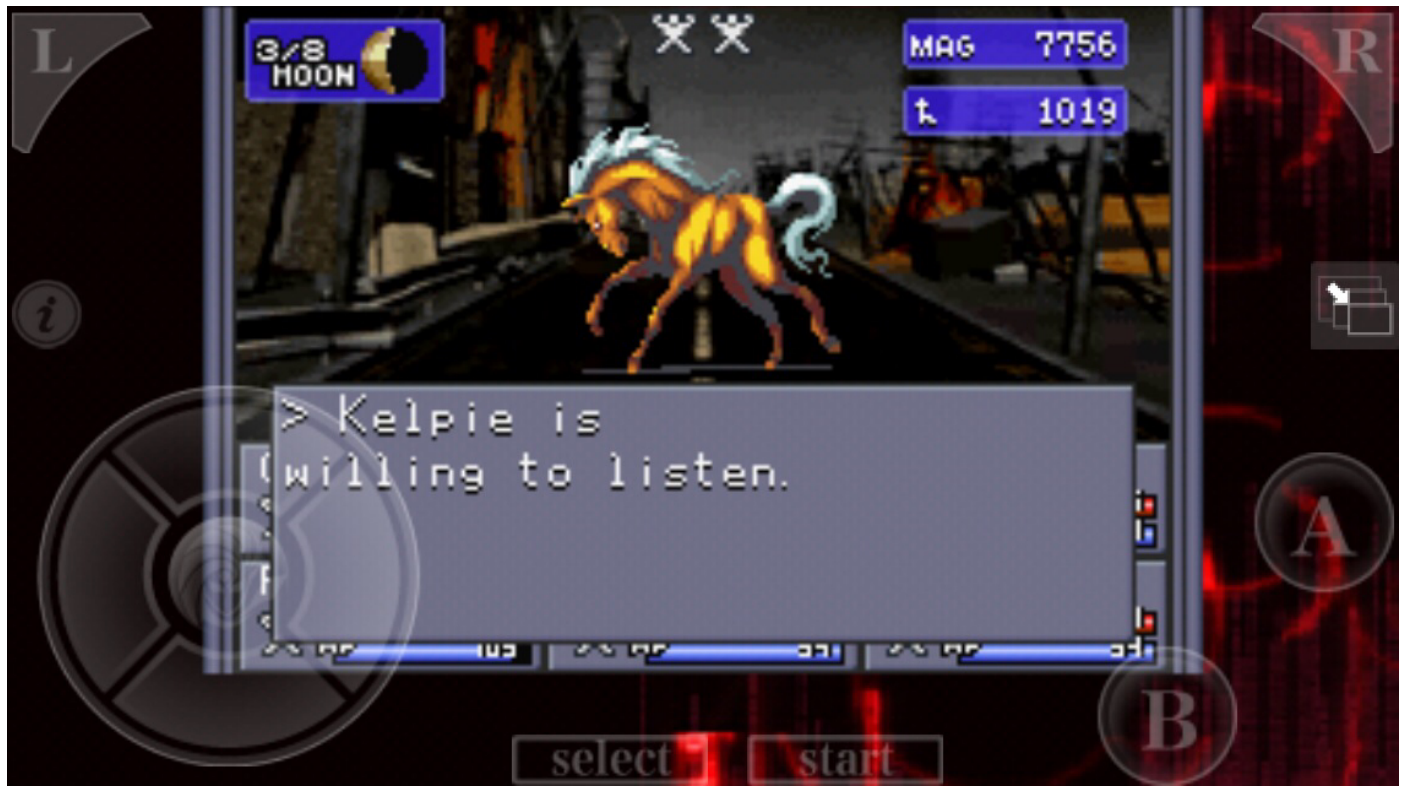 L
R
3/8
MOON
MAG 7756
1019
i
> Kelpie is
willing to listen.
A
B
select
start